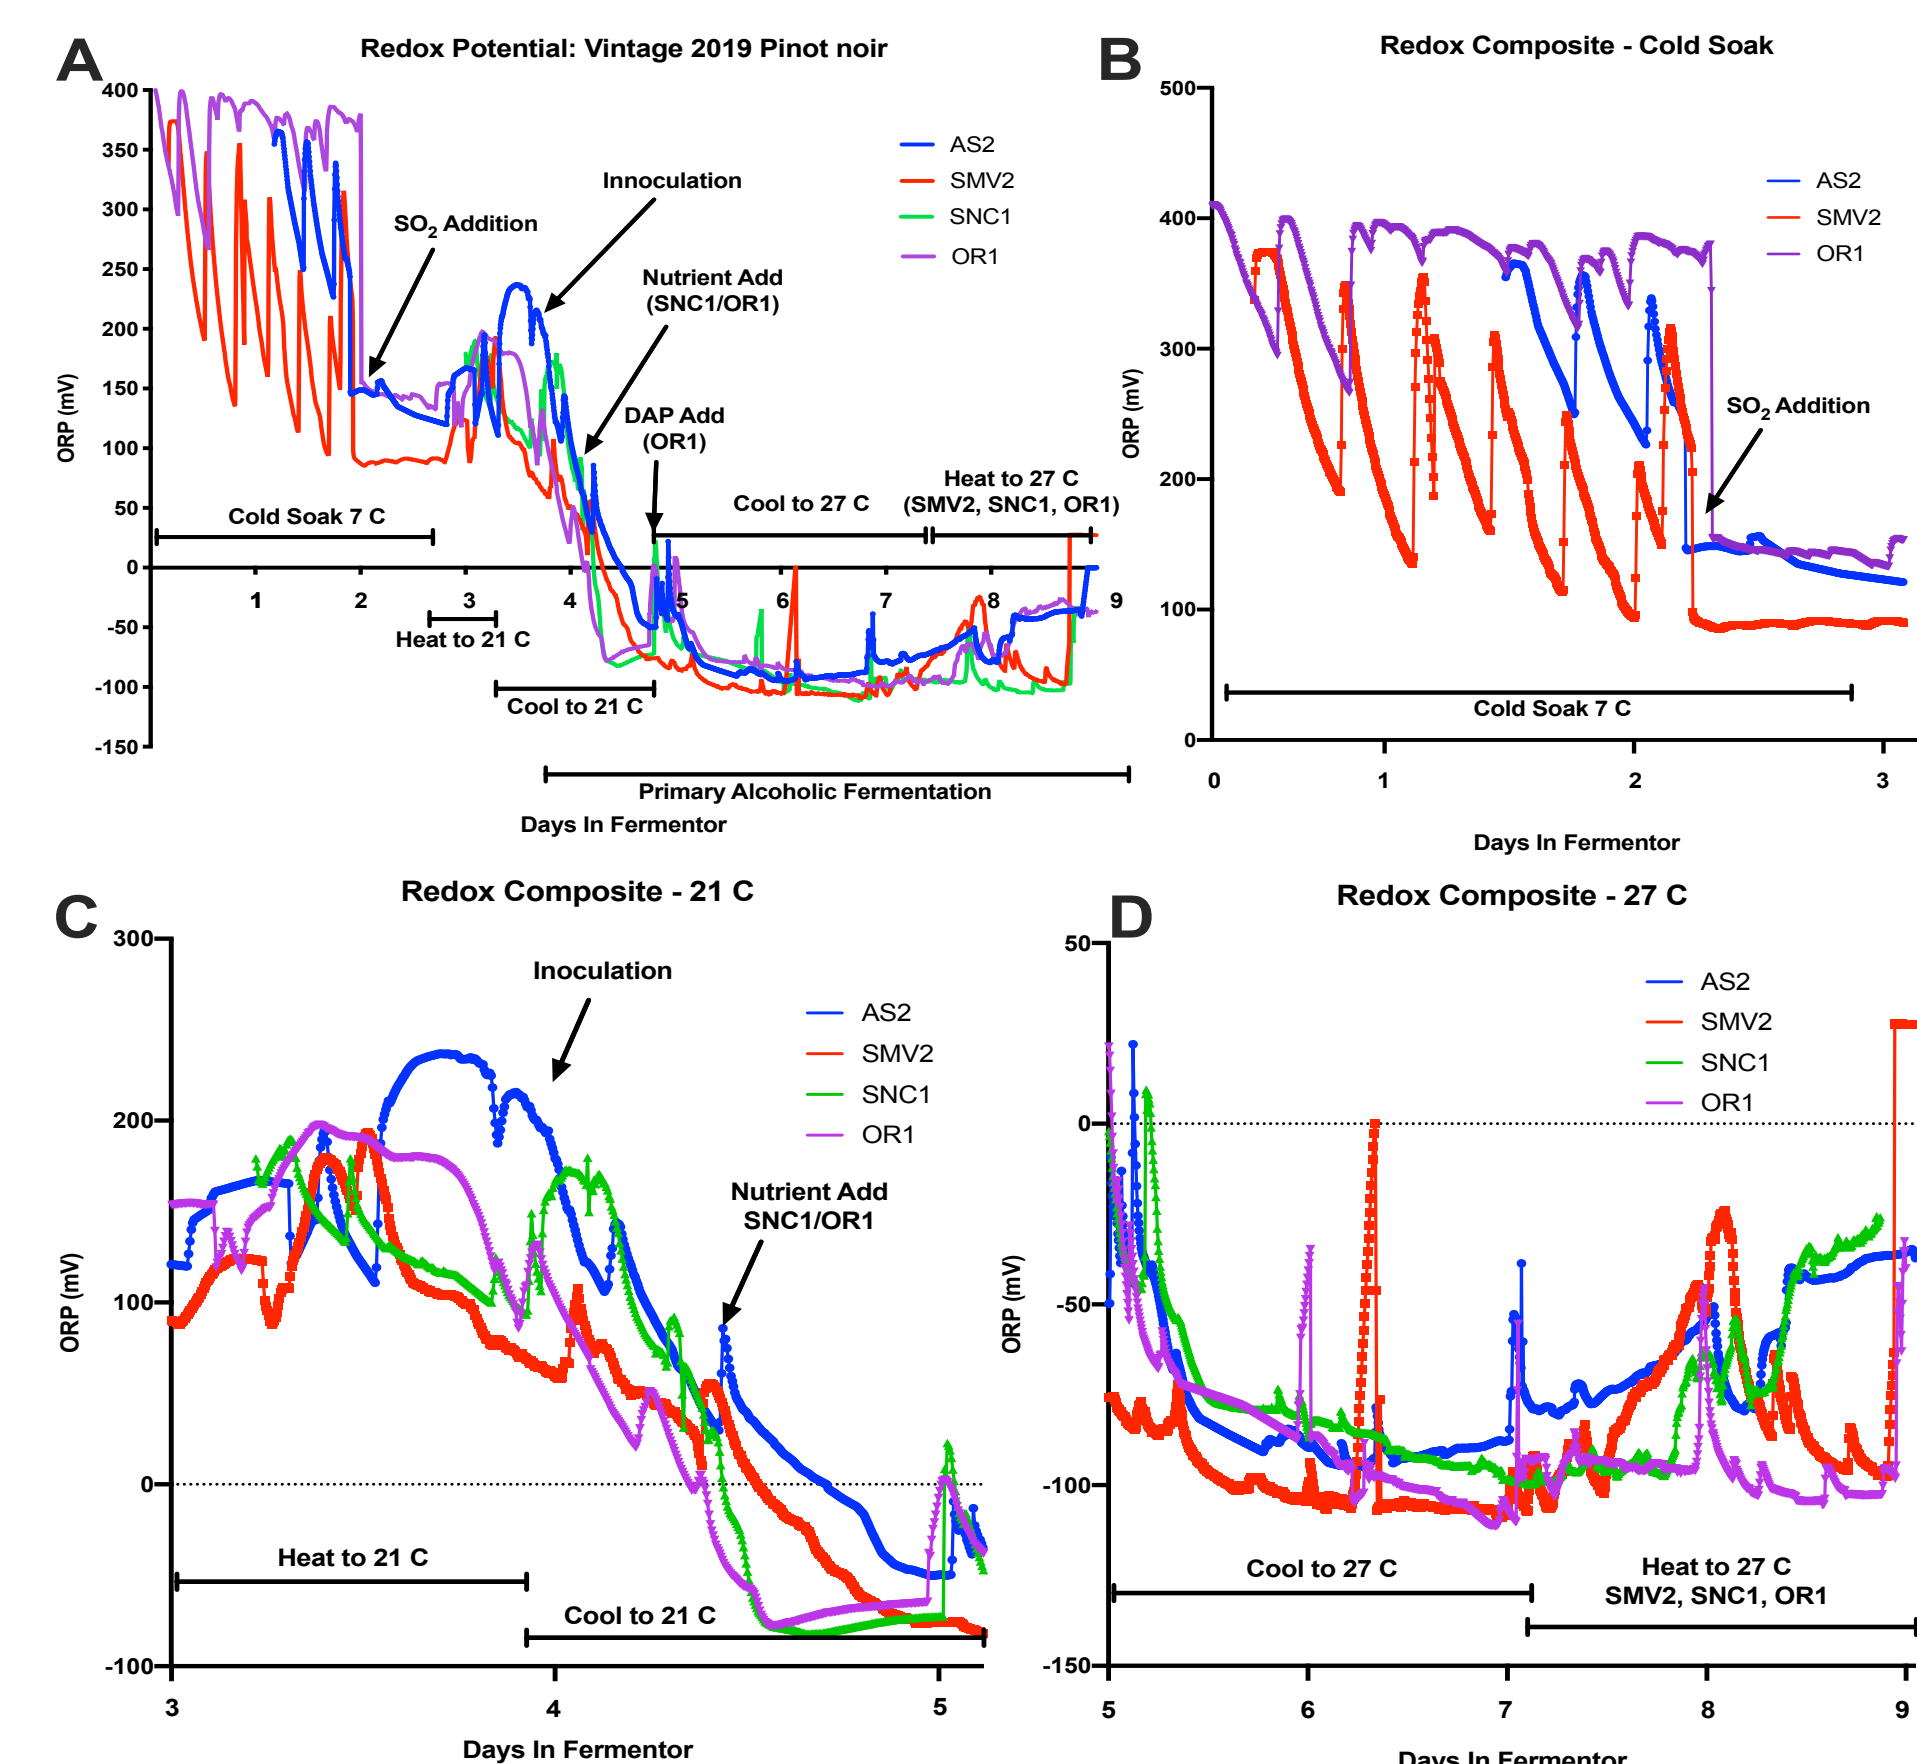 A
Redox Potential: Vintage 2019 Pinot noir
400
350
300
250
200
150
100
50
0
-50
-100
-150
ORP (mV)
AS2
SMV2
SNC1
OR1
Innoculation
SO2 Addition
Nutrient Add
(SNC1/OR1)
DAP Add
(OR1)
Heat to 27 C
(SMV2, SNC1, OR1)
Cool to 27 C
Cold Soak 7 C
1 2 3 4 5 6 7 8 9
Heat to 21 C
Cool to 21 C
Primary Alcoholic Fermentation
Days In Fermentor
B
Redox Composite - Cold Soak
500
400
300
200
100
0
ORP (mV)
AS2
SMV2
OR1
SO2 Addition
Cold Soak 7 C
0 1 2 3
Days In Fermentor
C
Redox Composite - 21 C
300
200
100
0
-100
ORP (mV)
Inoculation
AS2
SMV2
SNC1
OR1
Nutrient Add
SNC1/OR1
Heat to 21 C
Cool to 21 C
3 4 5
Days In Fermentor
D
Redox Composite - 27 C
50
0
-50
-100
-150
ORP (mV)
AS2
SMV2
SNC1
OR1
Cool to 27 C
Heat to 27 C
SMV2, SNC1, OR1
5 6 7 8 9
Days In Fermentor